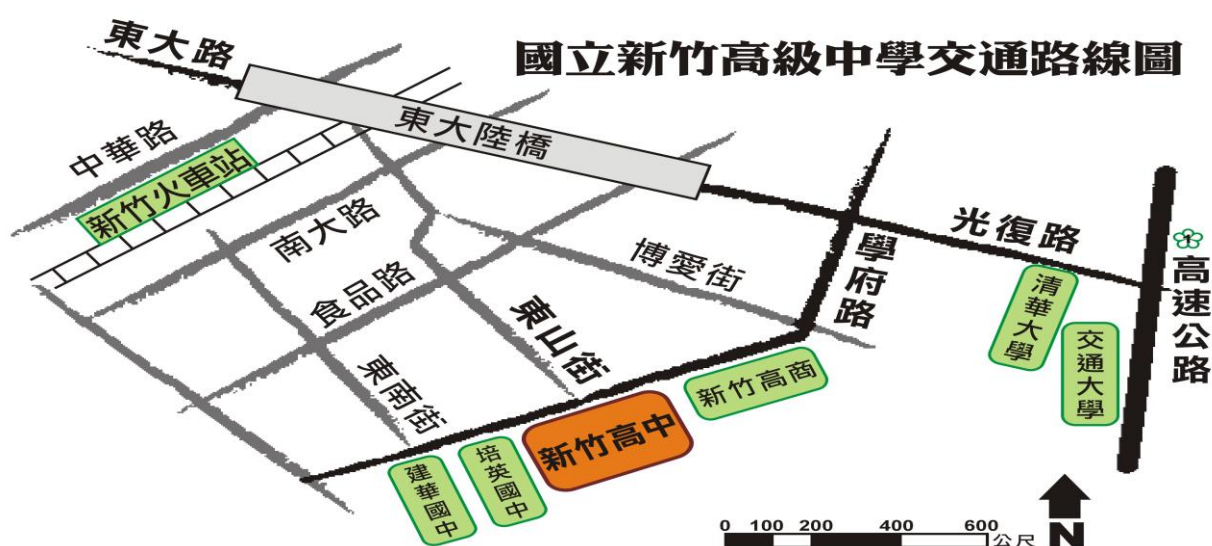 國立新竹高級中學交通路線圖
東大路
東大陸橋
中華路
新竹火車站
南大路
食品路
博愛街
學府路
光復路
1
高速公路
清華大學
交通大學
東山街
東南街
新竹高商
新竹高中
培英國中
建華國中
0 100 200 400 600公尺
N